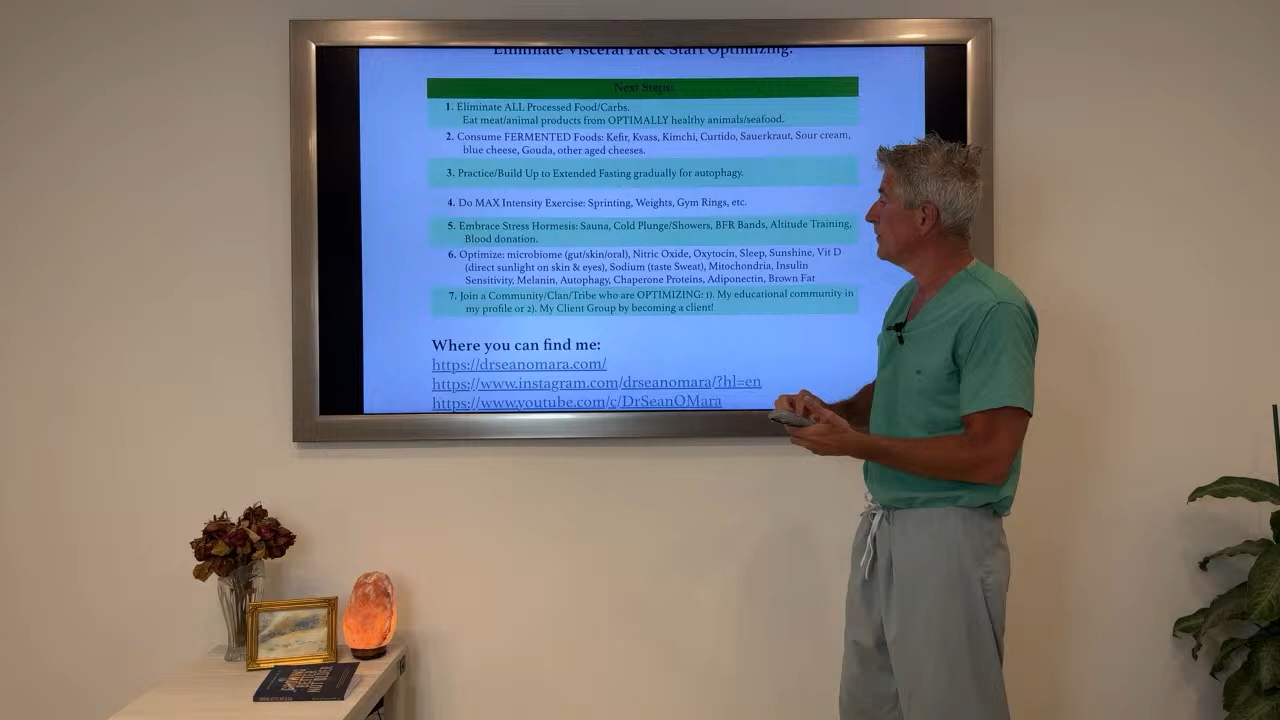 Eliminate Visceral Fat & Start Optimizing.
Next Steps:
1. Eliminate ALL Processed Food/Carbs.
Eat meat/animal products from OPTIMALLY healthy animals/seafood.
2. Consume FERMENTED Foods: Kefir, Kvass, Kimchi, Curtido, Sauerkraut, Sour cream,
blue cheese, Gouda, other aged cheeses.
3. Practice/Build Up to Extended Fasting gradually for autophagy.
4. Do MAX Intensity Exercise: Sprinting, Weights, Gym Rings, etc.
5. Embrace Stress Hormesis: Sauna, Cold Plunge/Showers, BFR Bands, Altitude Training,
Blood donation.
6. Optimize: microbiome (gut/skin/oral), Nitric Oxide, Oxytocin, Sleep, Sunshine, Vit D
(direct sunlight on skin & eyes), Sodium (taste Sweat), Mitochondria, Insulin
Sensitivity, Melanin, Autophagy, Chaperone Proteins, Adiponectin, Brown Fat
7. Join a Community/Clan/Tribe who are OPTIMIZING; 1). My educational community in
my profile or 2). My Client Group by becoming a client!
Where you can find me:
https://drseanomara.com/
https://www.instagram.com/drseanomara/?hl=en
https://www.youtube.com/c/DrSeanOMara
GROWING
BETTER
NOT OLDER